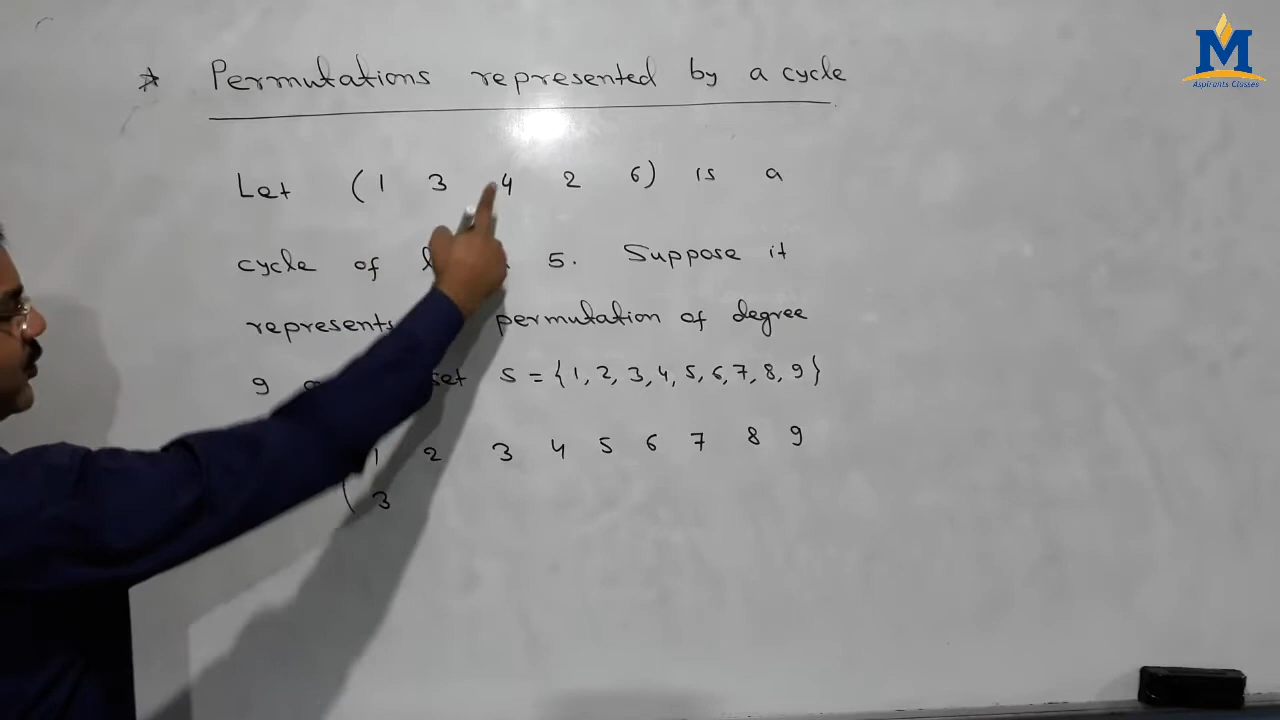 * Permutations represented by a cycle
Let (1 3 4 2 6) is a
cycle of 5. Suppose it
represents permutation of degree
9 set S = {1, 2, 3, 4, 5, 6, 7, 8, 9}
1 2 3 4 5 6 7 8 9
( 3
M
Aspirants Classes